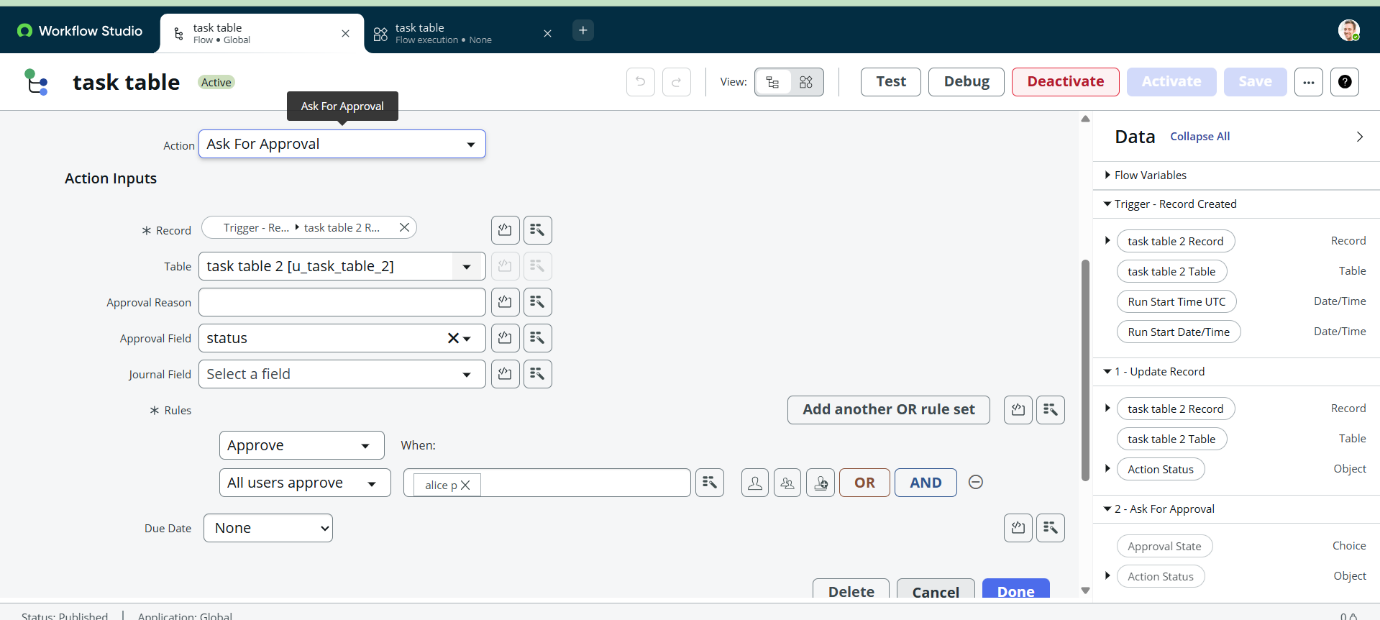 Workflow Studio
task table
Flow • Global
task table
Flow execution • None
task table Active
View:
Test
Debug
Deactivate
Activate
Save
Ask For Approval
Action Ask For Approval
Action Inputs
* Record Trigger - Re... task table 2 R...
Table task table 2 [u_task_table_2]
Approval Reason
Approval Field status
Journal Field Select a field
* Rules Add another OR rule set
Approve When:
All users approve alice p OR AND
Due Date None
Delete Cancel Done
Data Collapse All
Flow Variables
Trigger - Record Created
task table 2 Record Record
task table 2 Table Table
Run Start Time UTC Date/Time
Run Start Date/Time Date/Time
1 - Update Record
task table 2 Record Record
task table 2 Table Table
Action Status Object
2 - Ask For Approval
Approval State Choice
Action Status Object
Status: Published | Application: Global
0